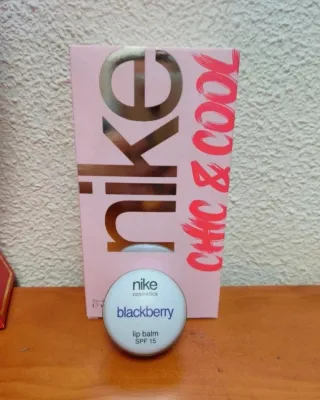 nike
CHIC & COOL
nike
cosmetics
blackberry
lip balm
SPF 15